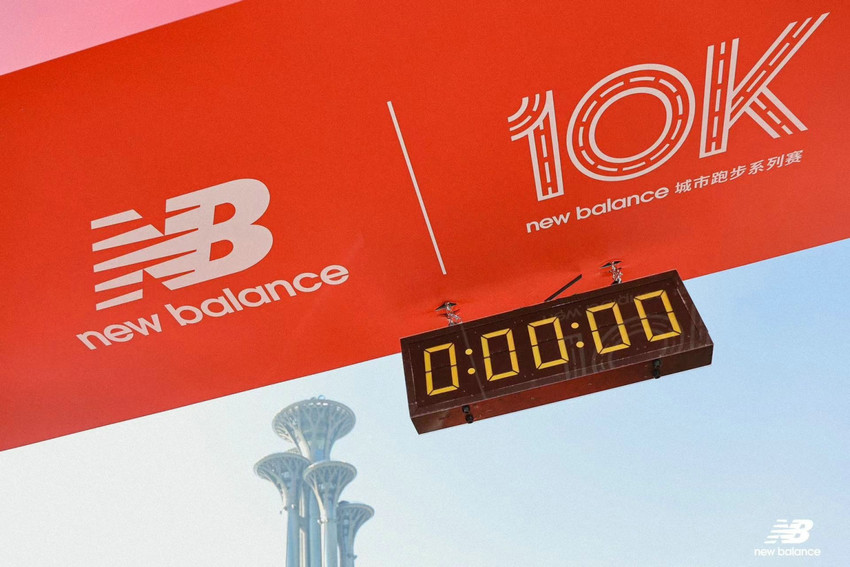 NB
new balance
10K
new balance 城市跑步系列赛
0:00:00
NB
new balance